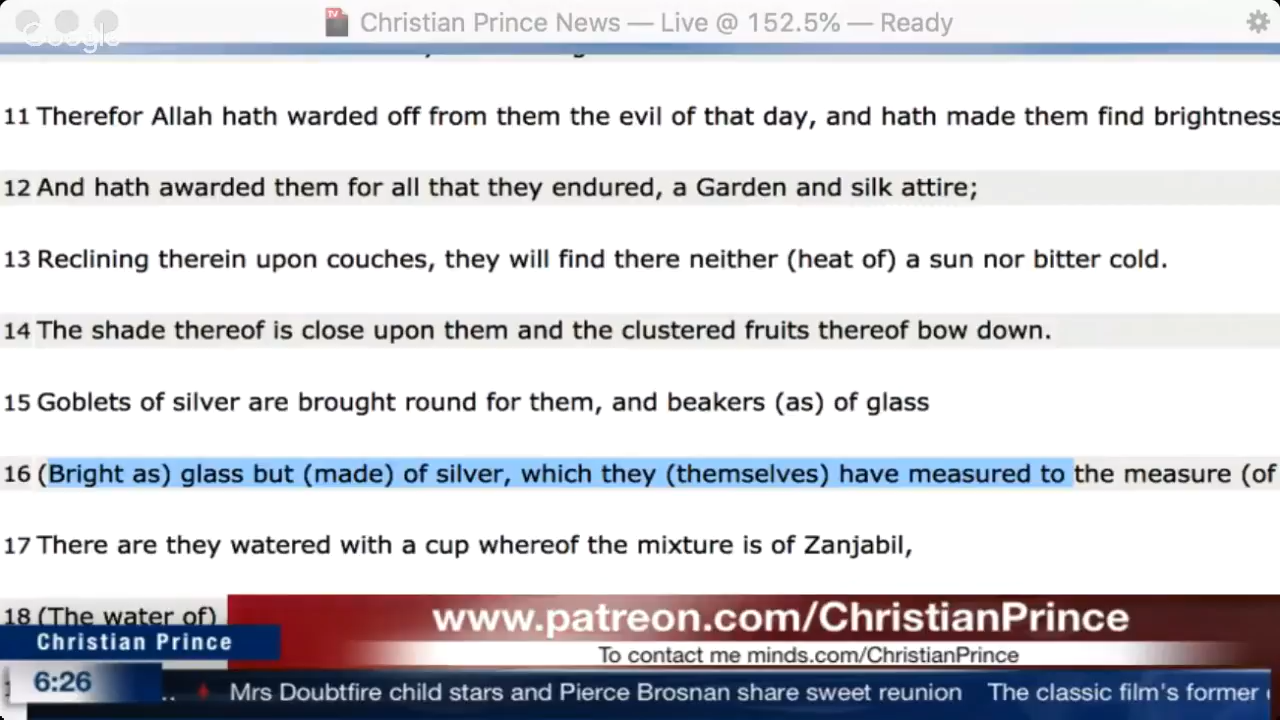 Christian Prince News — Live @ 152.5% — Ready
Google
11 Therefor Allah hath warded off from them the evil of that day, and hath made them find brightness
12 And hath awarded them for all that they endured, a Garden and silk attire;
13 Reclining therein upon couches, they will find there neither (heat of) a sun nor bitter cold.
14 The shade thereof is close upon them and the clustered fruits thereof bow down.
15 Goblets of silver are brought round for them, and beakers (as) of glass
16 (Bright as) glass but (made) of silver, which they (themselves) have measured to the measure (of
17 There are they watered with a cup whereof the mixture is of Zanjabil,
18 (The water of)
www.patreon.com/ChristianPrince
Christian Prince
To contact me minds.com/ChristianPrince
6:26
.. Mrs Doubtfire child stars and Pierce Brosnan share sweet reunion The classic film's former